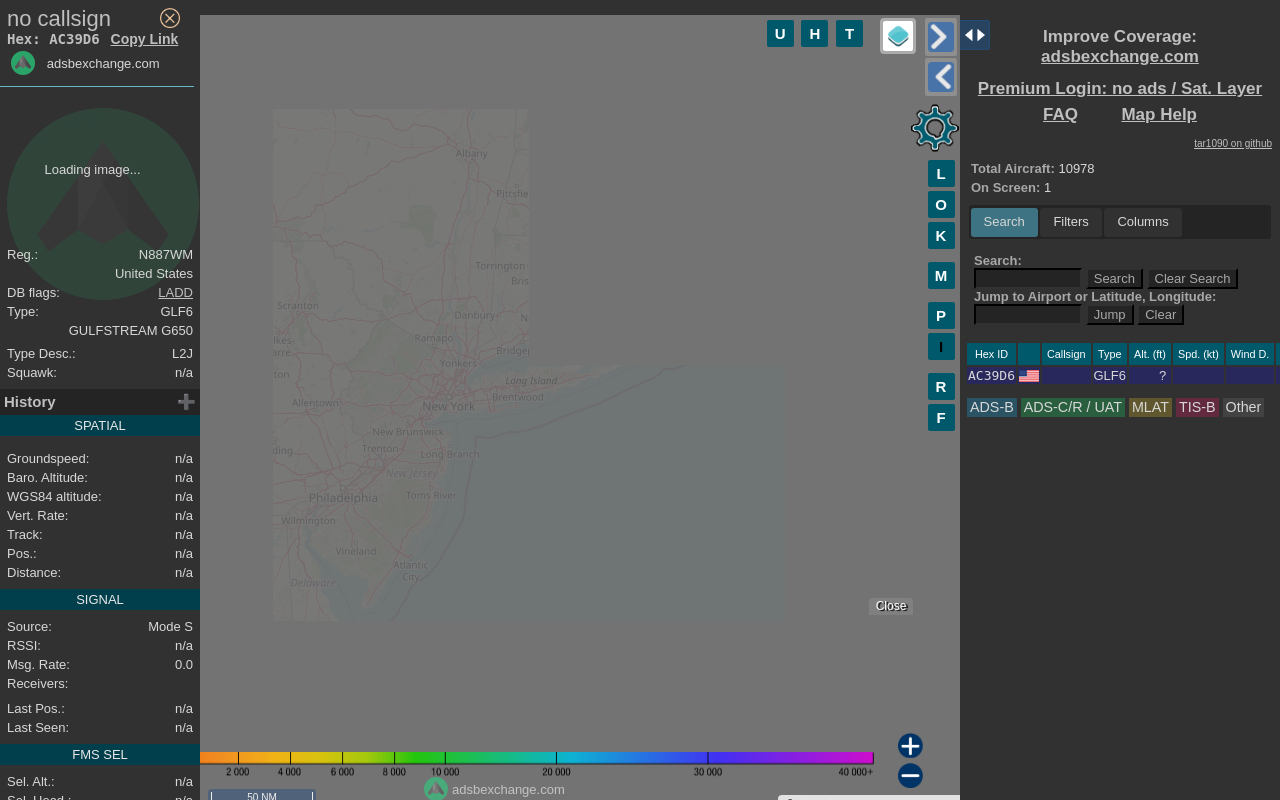 no callsign
Hex: AC39D6 Copy Link
adsbexchange.com
Loading image...
Reg.: N887WM
United States
DB flags: LADD
Type: GLF6
GULFSTREAM G650
Type Desc.: L2J
Squawk: n/a
History
SPATIAL
Groundspeed: n/a
Baro. Altitude: n/a
WGS84 altitude: n/a
Vert. Rate: n/a
Track: n/a
Pos.: n/a
Distance: n/a
SIGNAL
Source: Mode S
RSSI: n/a
Msg. Rate: 0.0
Receivers:
Last Pos.: n/a
Last Seen: n/a
FMS SEL
Sel. Alt.: n/a
U H T
L
O
K
M
P
I
R
F
Albany
Pittsfie
Torrington
Bris
Scranton
Danbury
N
lkes-
arre
Ramapo
Bridge
Yonkers
ton
Long Island
Brentwood
Allentown
New York
New Brunswick
ding
Trenton
Long Branch
New Jersey
Philadelphia
Toms River
Wilmington
Vineland
Atlantic
City
Delaware
Close
2 000 4 000 6 000 8 000 10 000 20 000 30 000 40 000+
adsbexchange.com
50 NM
Improve Coverage:
adsbexchange.com
Premium Login: no ads / Sat. Layer
FAQ Map Help
tar1090 on github
Total Aircraft: 10978
On Screen: 1
Search Filters Columns
Search:
Search Clear Search
Jump to Airport or Latitude, Longitude:
Jump Clear
Hex ID Callsign Type Alt. (ft) Spd. (kt) Wind D.
AC39D6 GLF6 ?
ADS-B ADS-C/R / UAT MLAT TIS-B Other